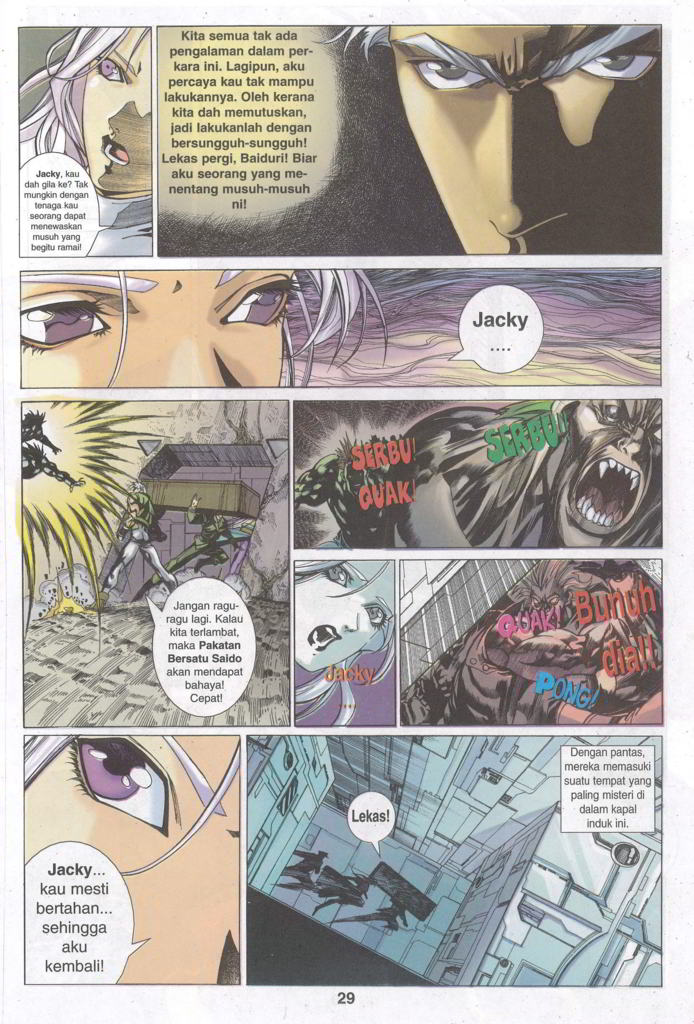 Jacky, kau
dah gila ke? Tak
mungkin dengan
tenaga kau
seorang dapat
menewaskan
musuh yang
begitu ramai!
Kita semua tak ada
pengalaman dalam per-
kara ini. Lagipun, aku
percaya kau tak mampu
lakukannya. Oleh kerana
kita dah memutuskan,
jadi lakukanlah dengan
bersungguh-sungguh!
Lekas pergi, Baiduri! Biar
aku seorang yang me-
nentang musuh-musuh
ni!
Jacky
....
Jangan ragu-
ragu lagi. Kalau
kita terlambat,
maka Pakatan
Bersatu Saido
akan mendapat
bahaya!
Cepat!
SERBU!
QUAK!
SERBU!
Jacky
....
QUAK!
Bunuh
dia!!
PONG!
Jacky...
kau mesti
bertahan...
sehingga
aku
kembali!
Lekas!
Dengan pantas,
mereka memasuki
suatu tempat yang
paling misteri di
dalam kapal
induk ini.
29